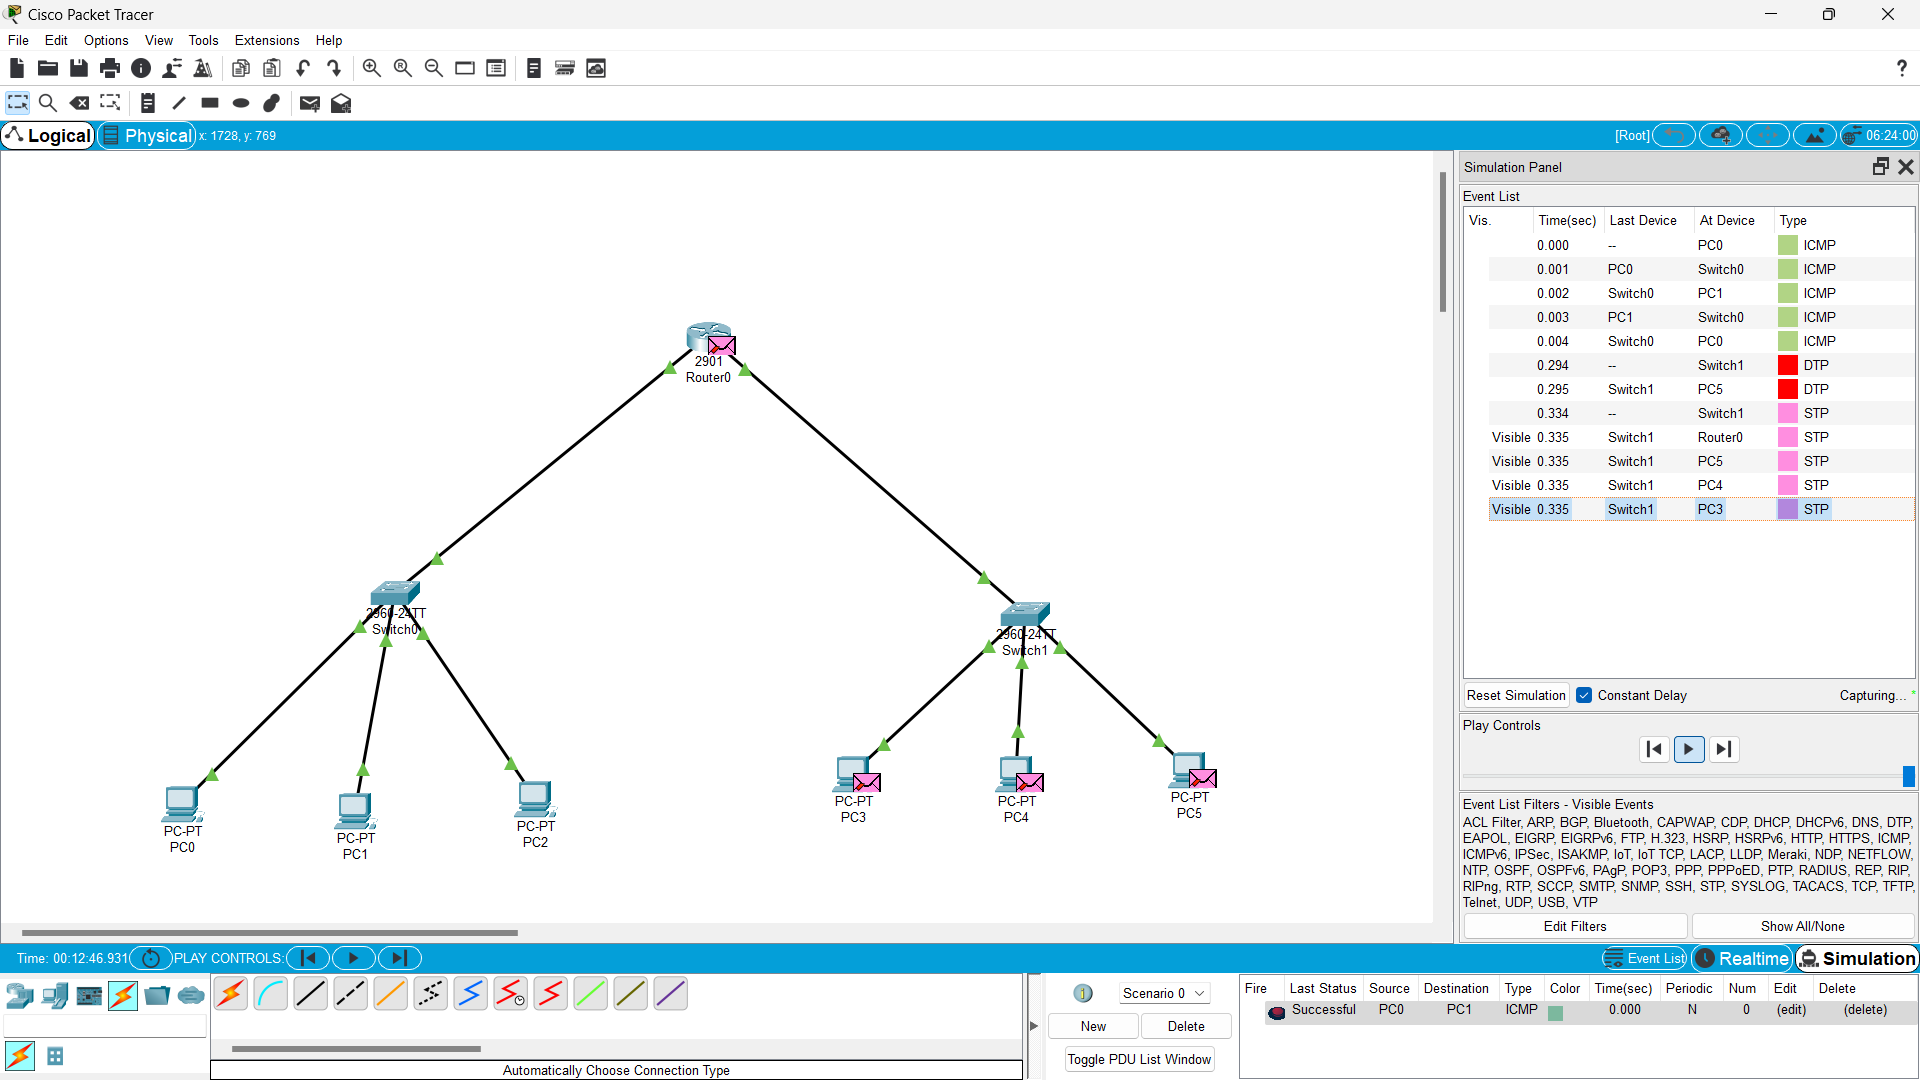 Cisco Packet Tracer
File Edit Options View Tools Extensions Help
Logical Physical x: 1728, y: 769 [Root] 06:24:00
2901
Router0
2960-24TT
Switch0
2960-24TT
Switch1
PC-PT
PC0
PC-PT
PC1
PC-PT
PC2
PC-PT
PC3
PC-PT
PC4
PC-PT
PC5
Simulation Panel
Event List
Vis. Time(sec) Last Device At Device Type
0.000 -- PC0 ICMP
0.001 PC0 Switch0 ICMP
0.002 Switch0 PC1 ICMP
0.003 PC1 Switch0 ICMP
0.004 Switch0 PC0 ICMP
0.294 -- Switch1 DTP
0.295 Switch1 PC5 DTP
0.334 -- Switch1 STP
Visible 0.335 Switch1 Router0 STP
Visible 0.335 Switch1 PC5 STP
Visible 0.335 Switch1 PC4 STP
Visible 0.335 Switch1 PC3 STP
Reset Simulation Constant Delay Capturing... *
Play Controls
Event List Filters - Visible Events
ACL Filter, ARP, BGP, Bluetooth, CAPWAP, CDP, DHCP, DHCPv6, DNS, DTP,
EAPOL, EIGRP, EIGRPv6, FTP, H.323, HSRP, HSRPv6, HTTP, HTTPS, ICMP,
ICMPv6, IPSec, ISAKMP, IoT, IoT TCP, LACP, LLDP, Meraki, NDP, NETFLOW,
NTP, OSPF, OSPFv6, PAgP, POP3, PPP, PPPoED, PTP, RADIUS, REP, RIP,
RIPng, RTP, SCCP, SMTP, SNMP, SSH, STP, SYSLOG, TACACS, TCP, TFTP,
Telnet, UDP, USB, VTP
Edit Filters Show All/None
Time: 00:12:46.931 PLAY CONTROLS: Event List Realtime Simulation
Automatically Choose Connection Type
Scenario 0
New Delete
Toggle PDU List Window
Fire Last Status Source Destination Type Color Time(sec) Periodic Num Edit Delete
Successful PC0 PC1 ICMP 0.000 N 0 (edit) (delete)